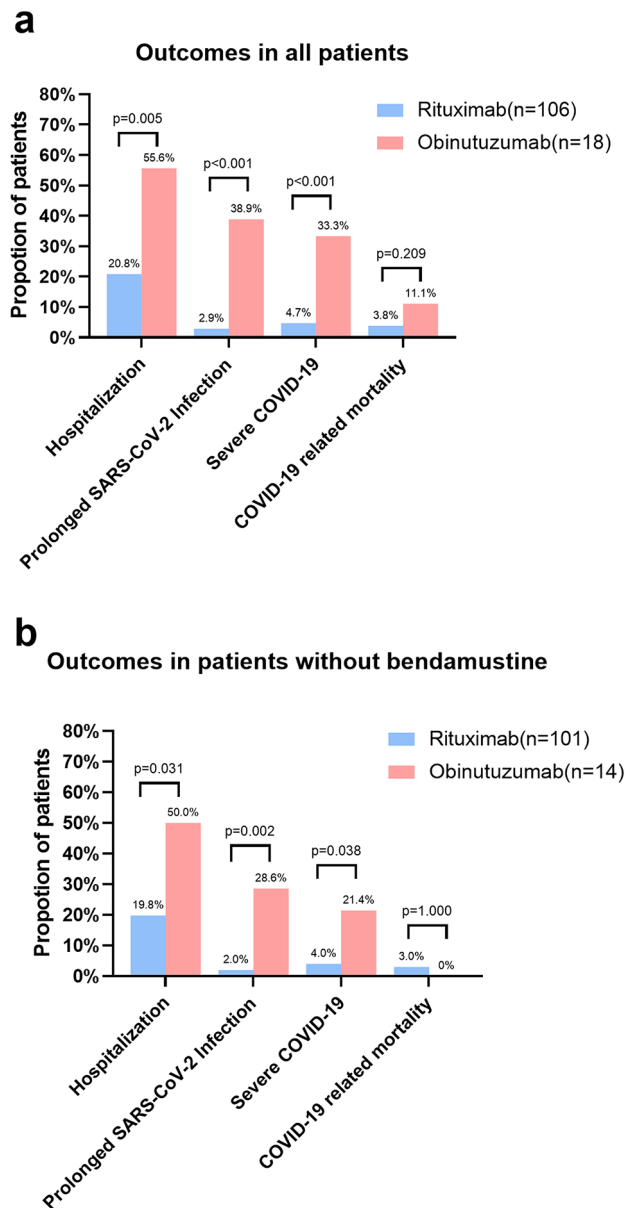 a
Outcomes in all patients
Propotion of patients
80%
70%
60%
50%
40%
30%
20%
10%
0%
Rituximab(n=106)
Obinutuzumab(n=18)
p=0.005
p<0.001
p<0.001
p=0.209
20.8%
55.6%
2.9%
38.9%
4.7%
33.3%
3.8%
11.1%
Hospitalization
Prolonged SARS-CoV-2 Infection
Severe COVID-19
COVID-19 related mortality
b
Outcomes in patients without bendamustine
Propotion of patients
80%
70%
60%
50%
40%
30%
20%
10%
0%
Rituximab(n=101)
Obinutuzumab(n=14)
p=0.031
p=0.002
p=0.038
p=1.000
19.8%
50.0%
2.0%
28.6%
4.0%
21.4%
3.0%
0%
Hospitalization
Prolonged SARS-CoV-2 Infection
Severe COVID-19
COVID-19 related mortality